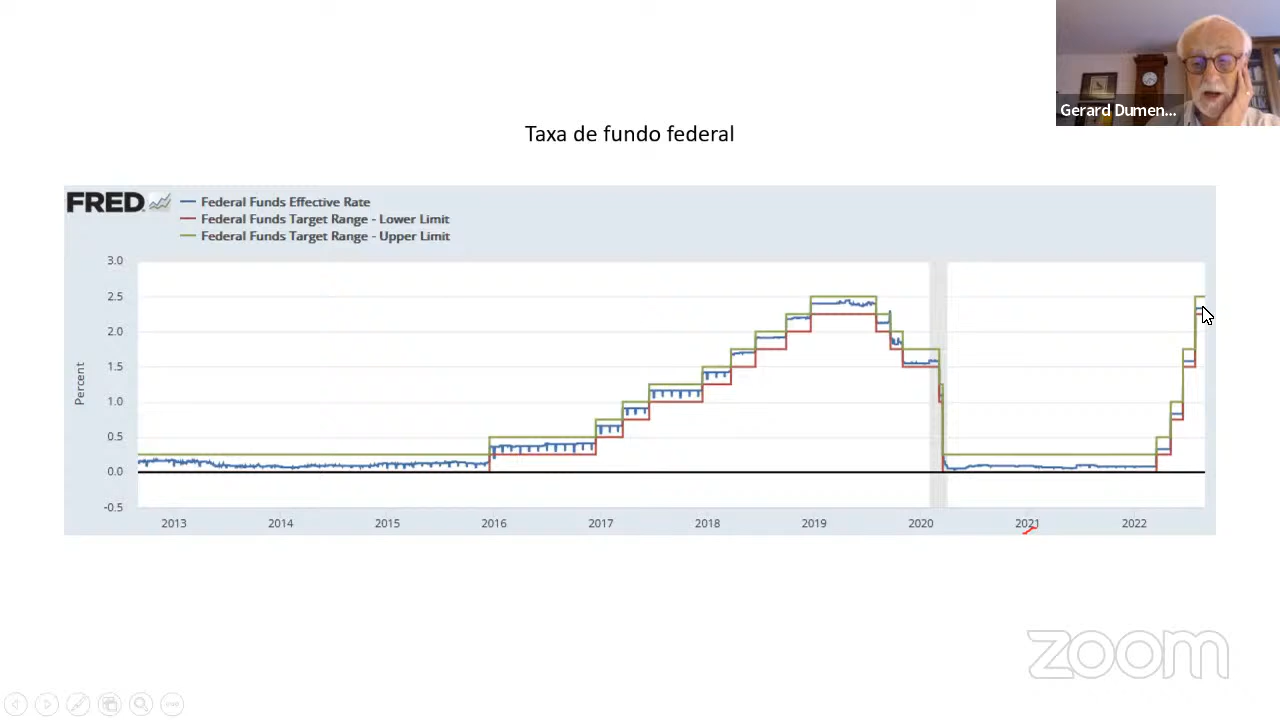 Gerard Dumen...
Taxa de fundo federal
FRED
Federal Funds Effective Rate
Federal Funds Target Range - Lower Limit
Federal Funds Target Range - Upper Limit
3.0
2.5
2.0
1.5
1.0
0.5
0.0
-0.5
Percent
2013 2014 2015 2016 2017 2018 2019 2020 2021 2022
zoom